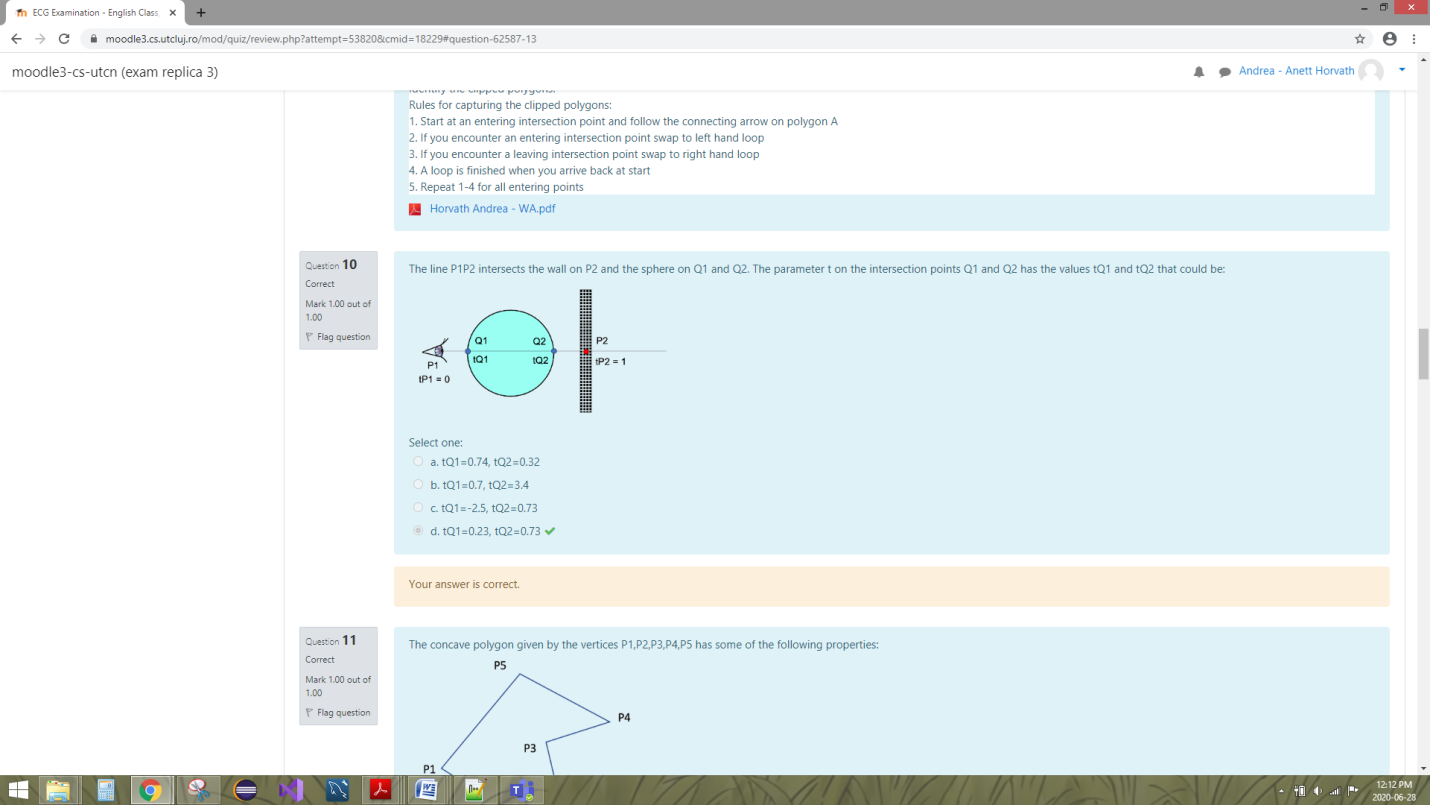 ECG Examination - English Class
moodle3.cs.utcluj.ro/mod/quiz/review.php?attempt=53820&cmid=18229#question-62587-13
moodle3-cs-utcn (exam replica 3)
Andrea - Anett Horvath
Identify the clipped polygons.
Rules for capturing the clipped polygons:
1. Start at an entering intersection point and follow the connecting arrow on polygon A
2. If you encounter an entering intersection point swap to left hand loop
3. If you encounter a leaving intersection point swap to right hand loop
4. A loop is finished when you arrive back at start
5. Repeat 1-4 for all entering points
Horvath Andrea - WA.pdf
Question 10
Correct
Mark 1.00 out of
1.00
Flag question
The line P1P2 intersects the wall on P2 and the sphere on Q1 and Q2. The parameter t on the intersection points Q1 and Q2 has the values tQ1 and tQ2 that could be:
Q1
Q2
P2
tQ1
tQ2
tP2 = 1
P1
tP1 = 0
Select one:
a. tQ1=0.74, tQ2=0.32
b. tQ1=0.7, tQ2=3.4
c. tQ1=-2.5, tQ2=0.73
d. tQ1=0.23, tQ2=0.73
Your answer is correct.
Question 11
Correct
Mark 1.00 out of
1.00
Flag question
The concave polygon given by the vertices P1,P2,P3,P4,P5 has some of the following properties:
P5
P4
P3
P1
12:12 PM
2020-06-28